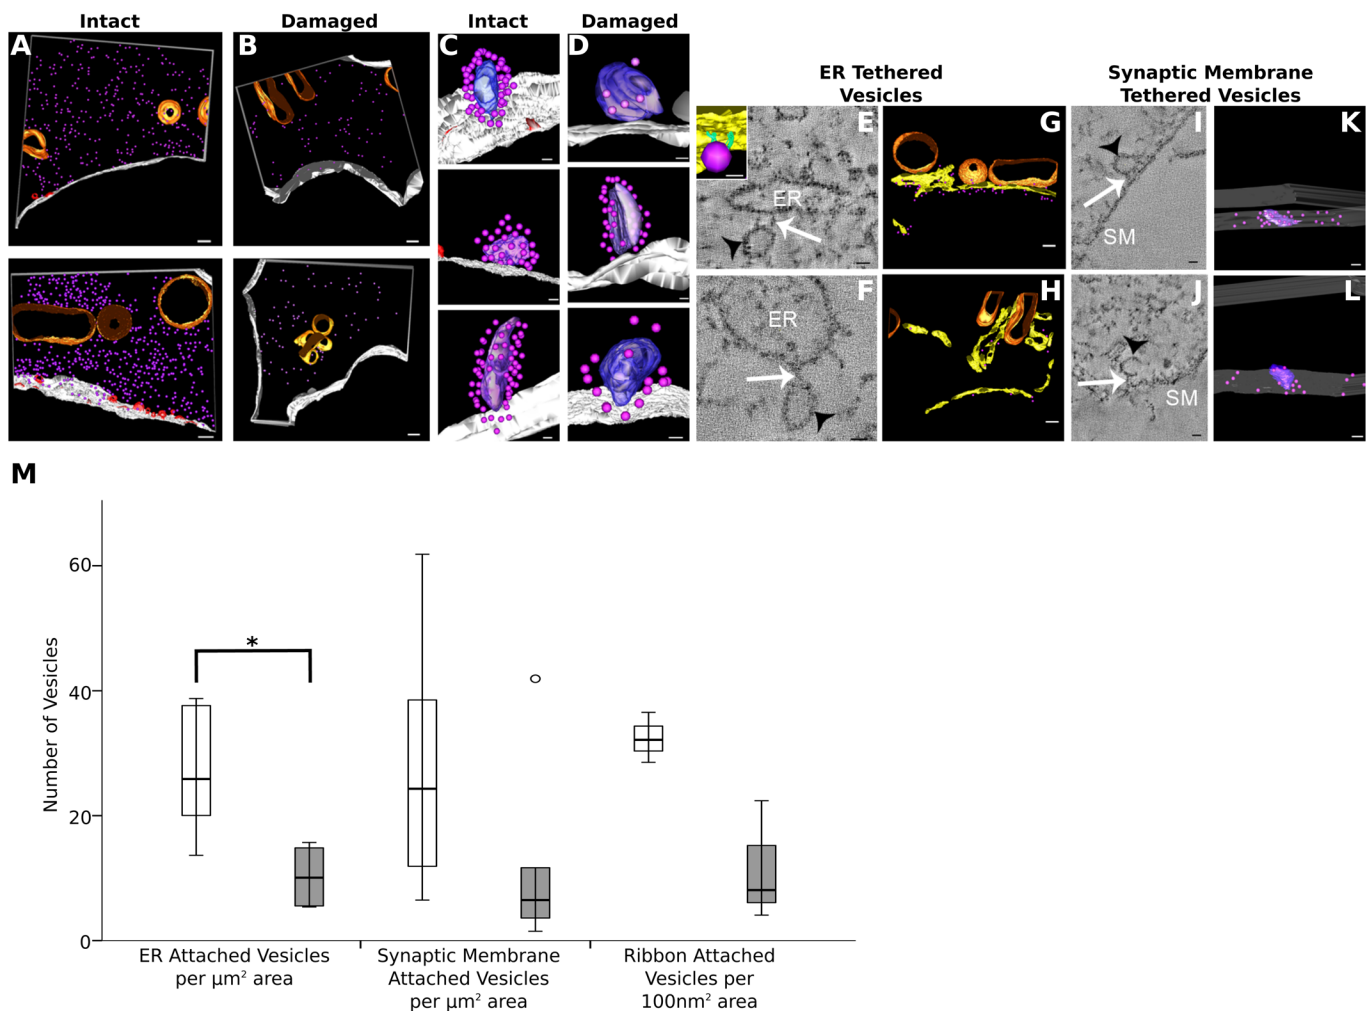 Intact
Damaged
Intact
Damaged
ER Tethered
Vesicles
Synaptic Membrane
Tethered Vesicles
A
B
C
D
E
G
I
K
ER
SM
F
H
J
L
ER
SM
M
Number of Vesicles
60
40
20
0
*
ER Attached Vesicles
per μm² area
Synaptic Membrane
Attached Vesicles
per μm² area
Ribbon Attached
Vesicles per
100nm² area